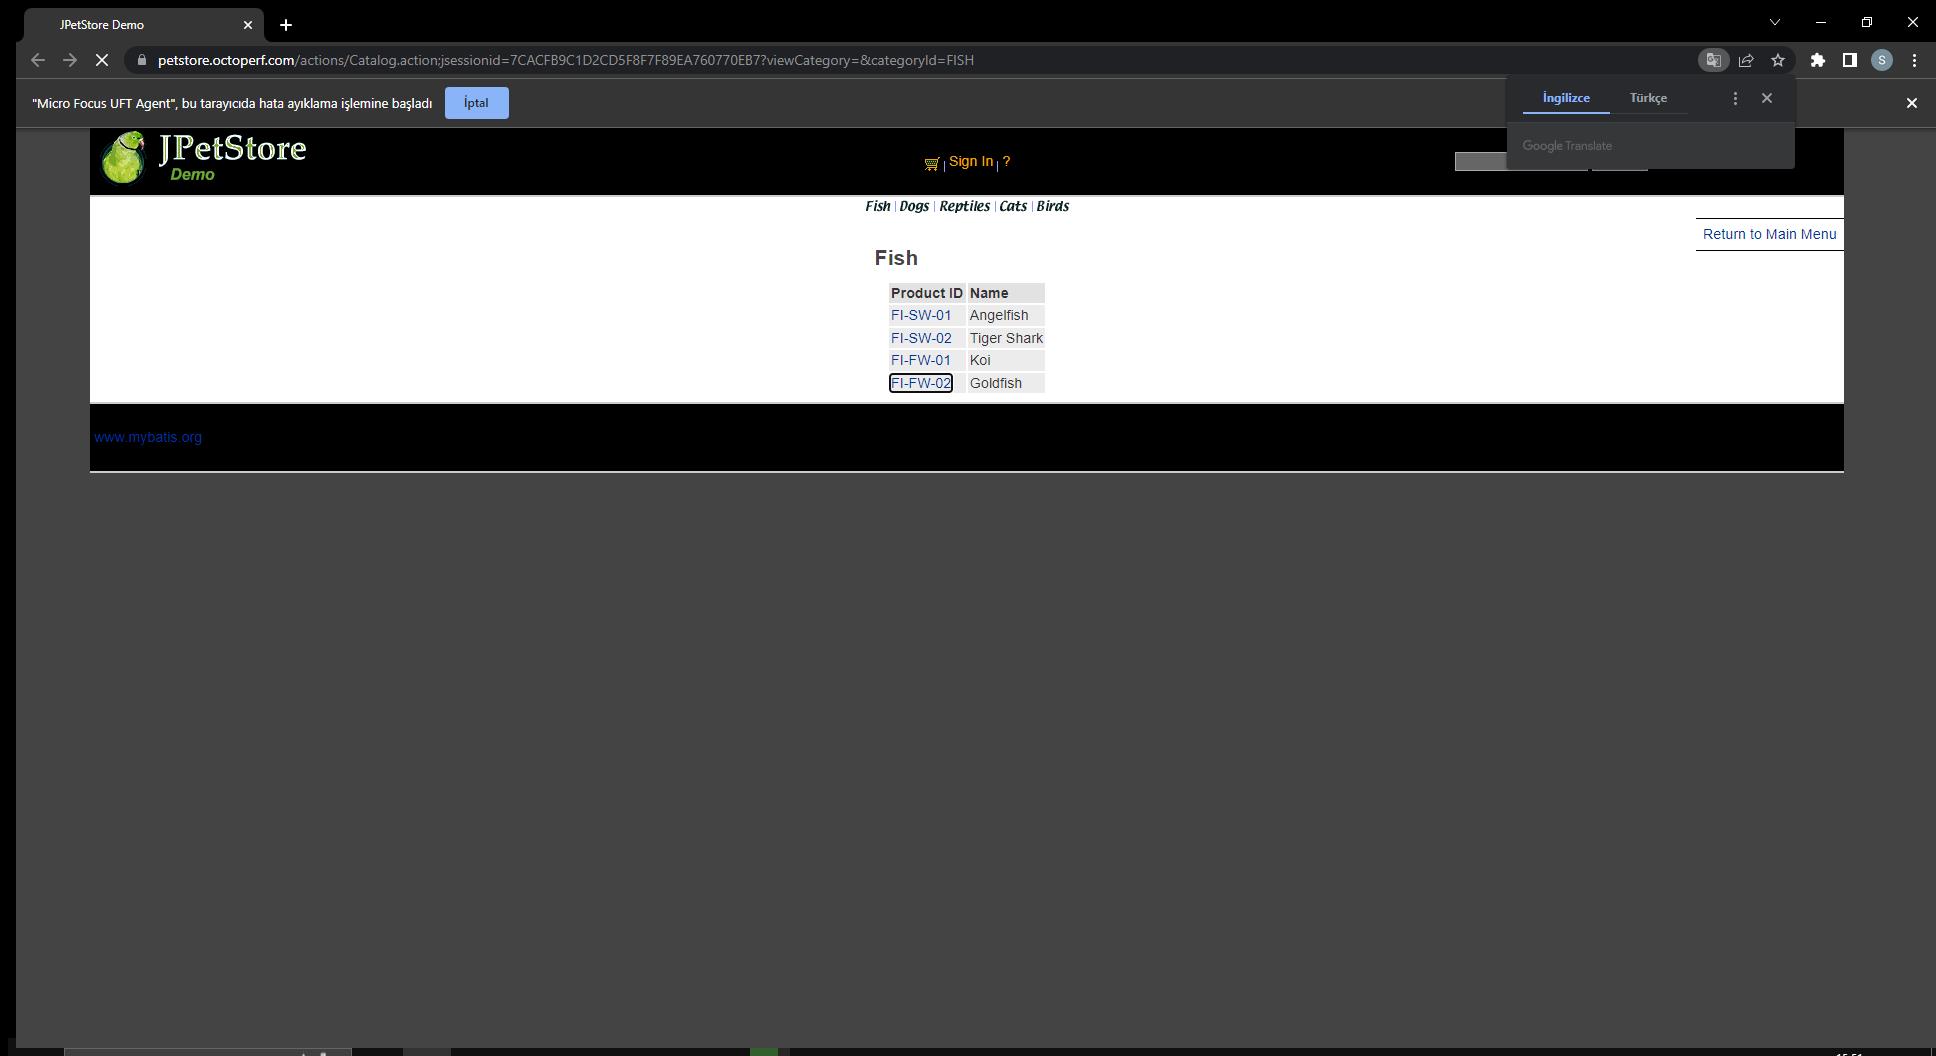 JPetStore Demo
petstore.octoperf.com/actions/Catalog.action;jsessionid=7CACFB9C1D2CD5F8F7F89EA760770EB7?viewCategory=&categoryId=FISH
S
"Micro Focus UFT Agent", bu tarayıcıda hata ayıklama işlemine başladı
İptal
İngilizce
Türkçe
Google Translate
JPetStore
Demo
| Sign In | ?
Fish | Dogs | Reptiles | Cats | Birds
Return to Main Menu
Fish
Product ID Name
FI-SW-01 Angelfish
FI-SW-02 Tiger Shark
FI-FW-01 Koi
FI-FW-02 Goldfish
www.mybatis.org